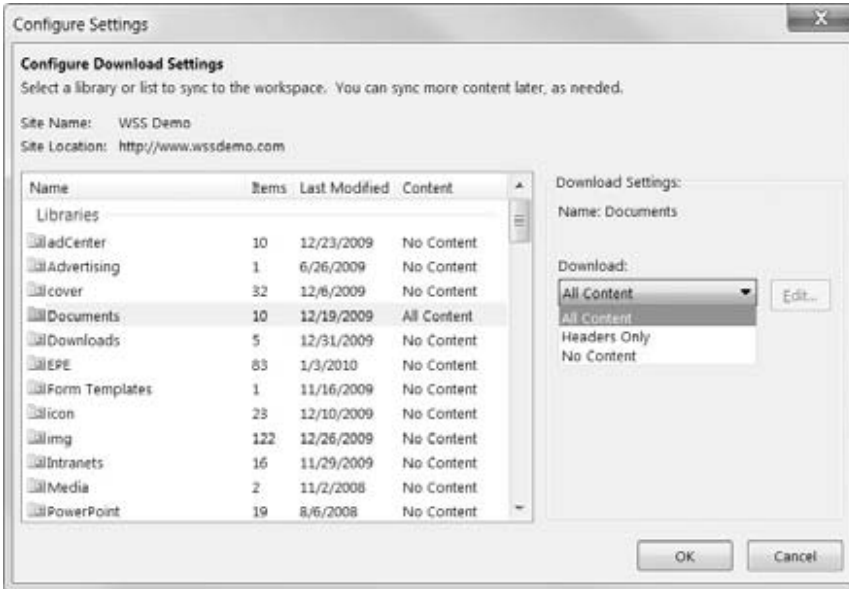 Configure Settings
Configure Download Settings
Select a library or list to sync to the workspace. You can sync more content later, as needed.
Site Name: WSS Demo
Site Location: http://www.wssdemo.com
Name Items Last Modified Content
Libraries
adCenter 10 12/23/2009 No Content
Advertising 1 6/26/2009 No Content
cover 32 12/6/2009 No Content
Documents 10 12/19/2009 All Content
Downloads 5 12/31/2009 No Content
EPE 83 1/3/2010 No Content
Form Templates 1 11/16/2009 No Content
icon 23 12/10/2009 No Content
img 122 12/26/2009 No Content
Intranets 16 11/29/2009 No Content
Media 2 11/2/2008 No Content
PowerPoint 19 8/6/2008 No Content
Download Settings:
Name: Documents
Download:
All Content
Edit...
All Content
Headers Only
No Content
OK
Cancel